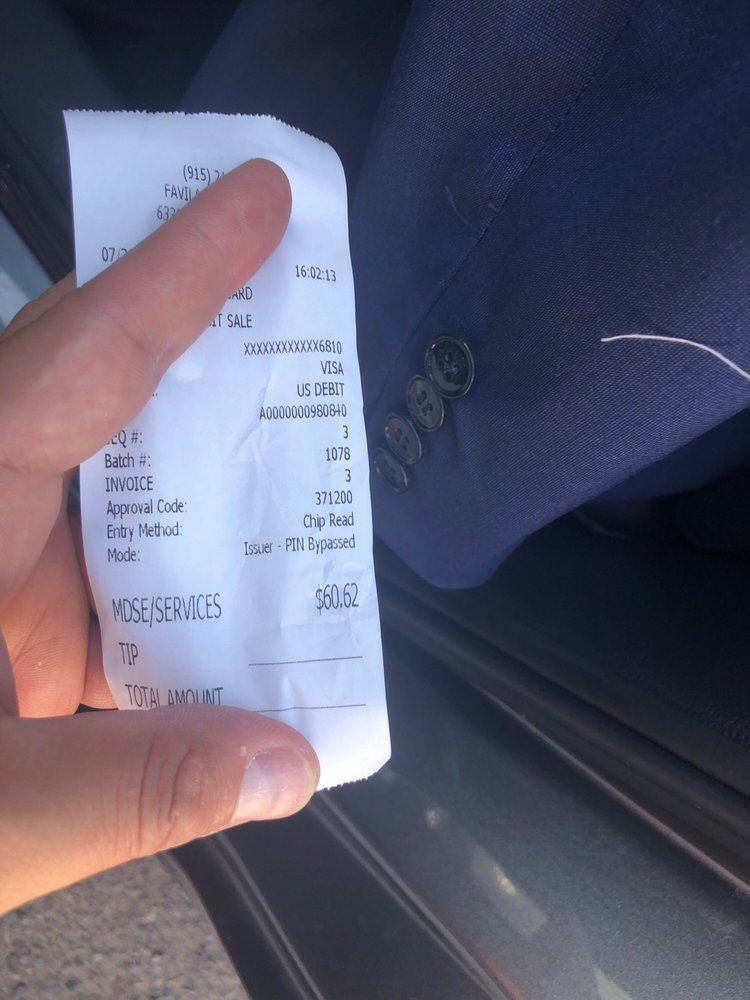 (915)
16:02:13
SALE
XXXXXXXXXXXX6810
VISA
US DEBIT
A0000000980840
#: 3
Batch #: 1078
INVOICE 3
Approval Code: 371200
Entry Method: Chip Read
Mode: Issuer - PIN Bypassed
MDSE/SERVICES $60.62
TIP
TOTAL AMOUNT